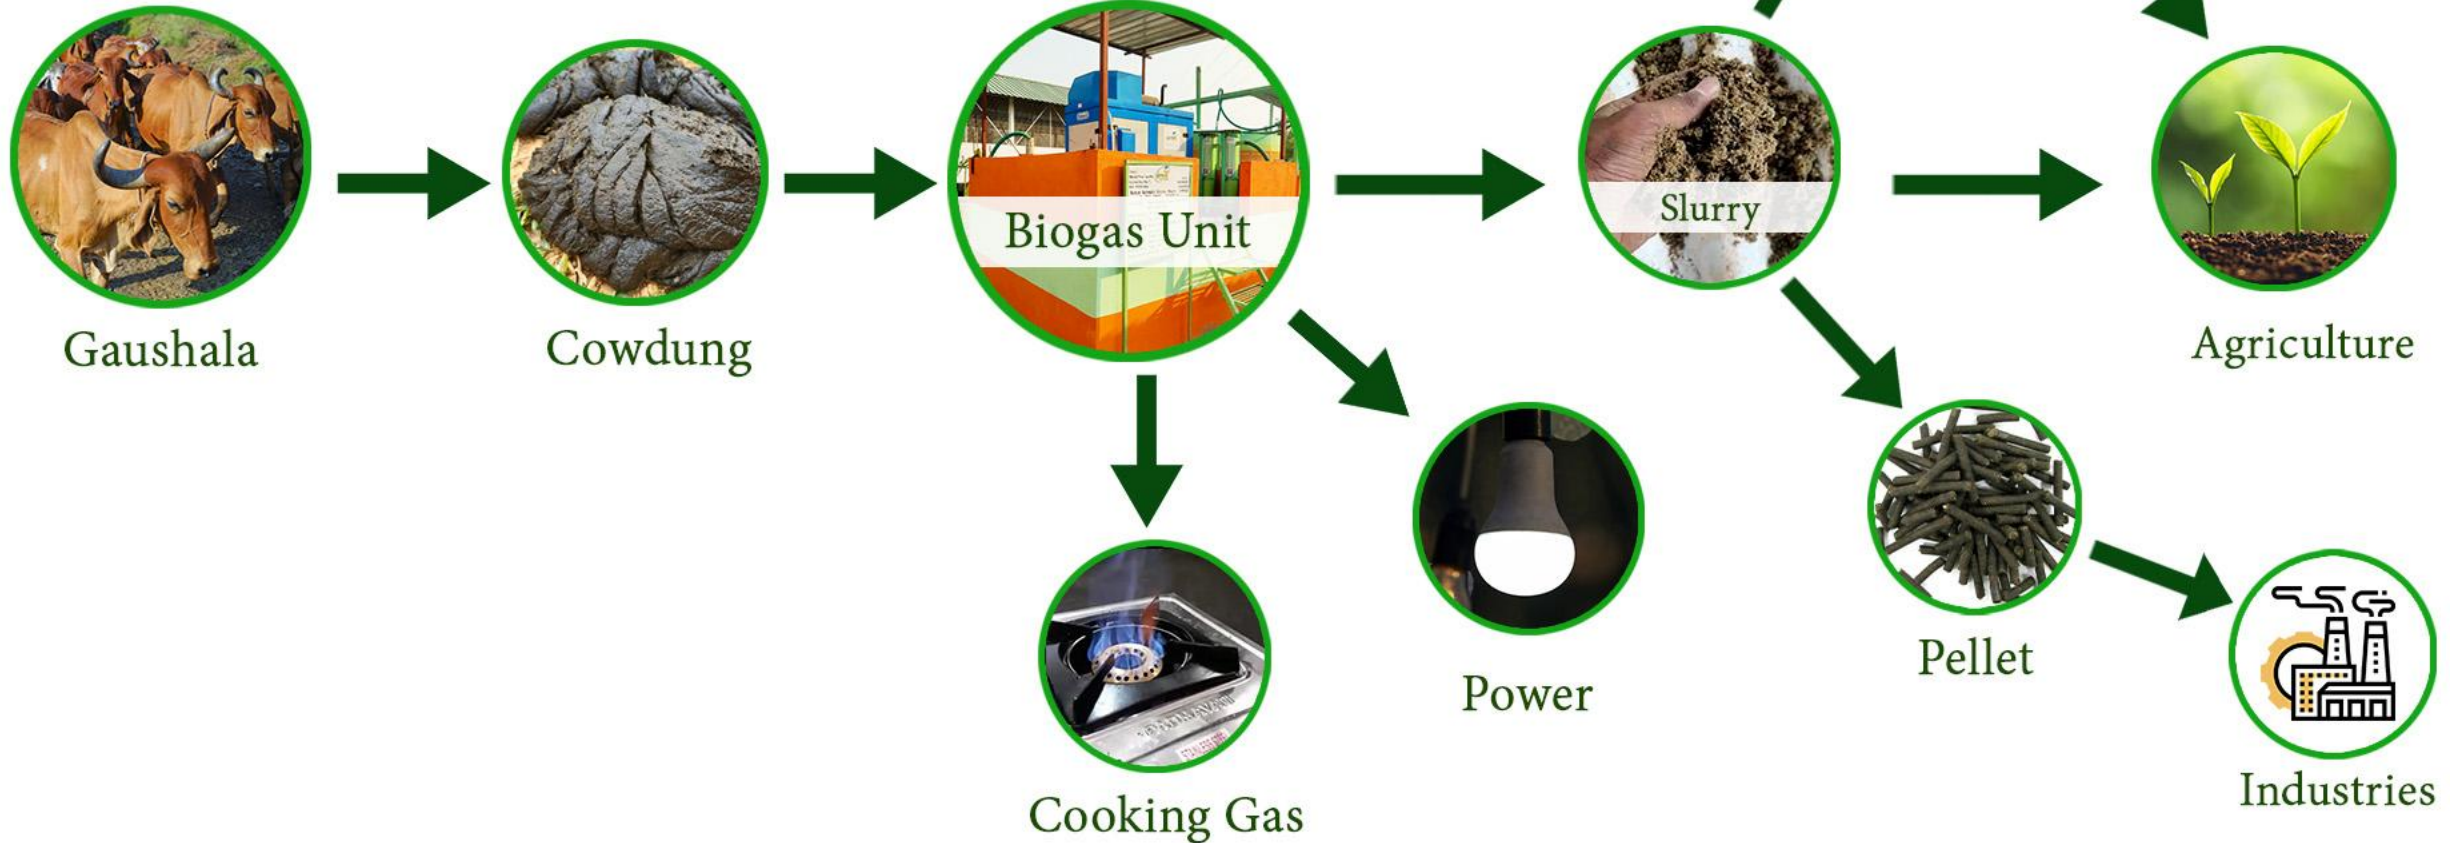 Biogas Unit
Slurry
Gaushala
Cowdung
Agriculture
Power
Pellet
Cooking Gas
Industries